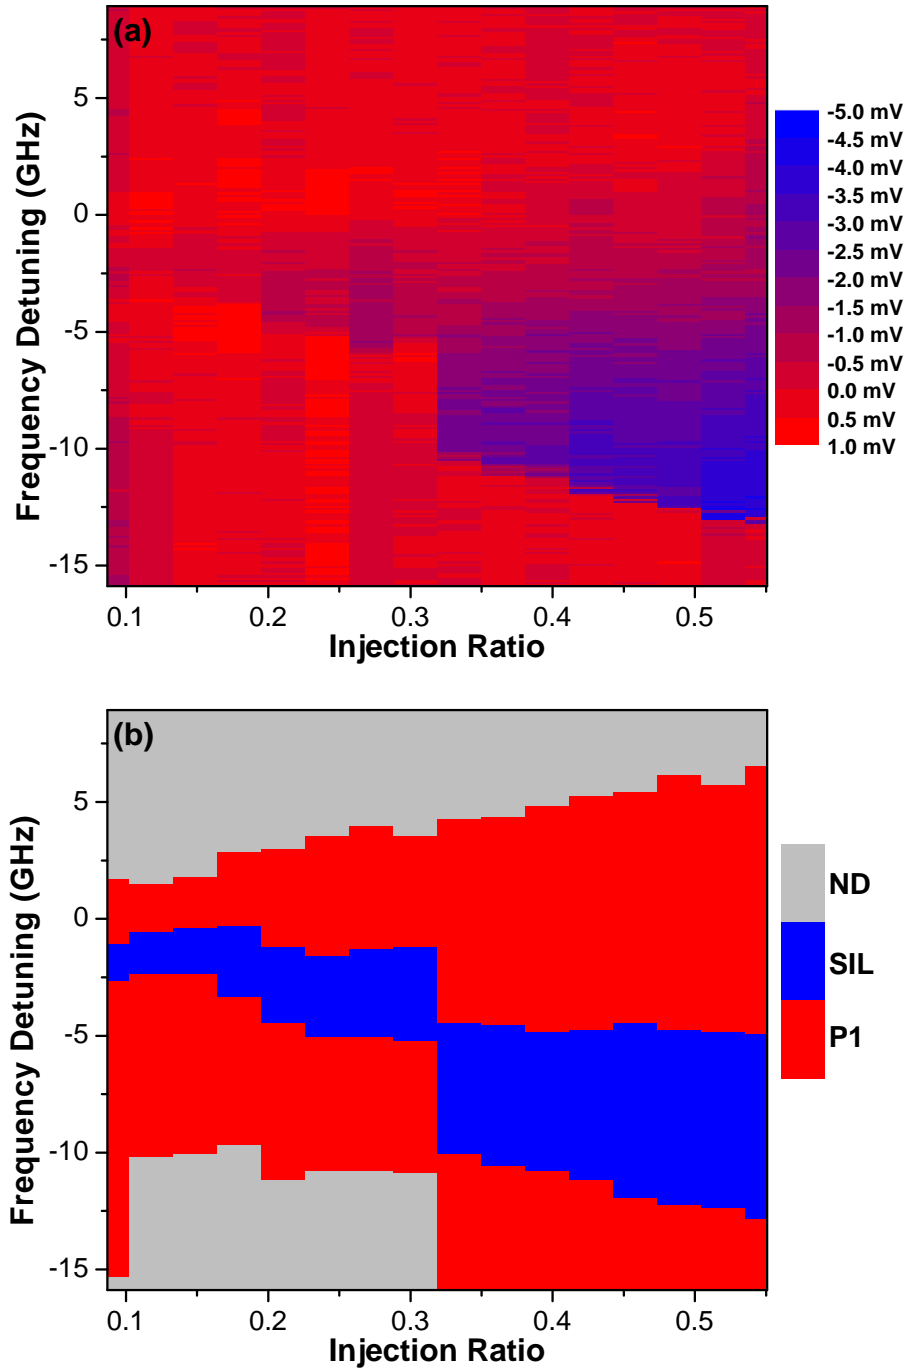 (a)
Frequency Detuning (GHz)
5
0
-5
-10
-15
0.1
0.2
0.3
0.4
0.5
Injection Ratio
-5.0 mV
-4.5 mV
-4.0 mV
-3.5 mV
-3.0 mV
-2.5 mV
-2.0 mV
-1.5 mV
-1.0 mV
-0.5 mV
0.0 mV
0.5 mV
1.0 mV
(b)
Frequency Detuning (GHz)
5
0
-5
-10
-15
0.1
0.2
0.3
0.4
0.5
Injection Ratio
ND
SIL
P1